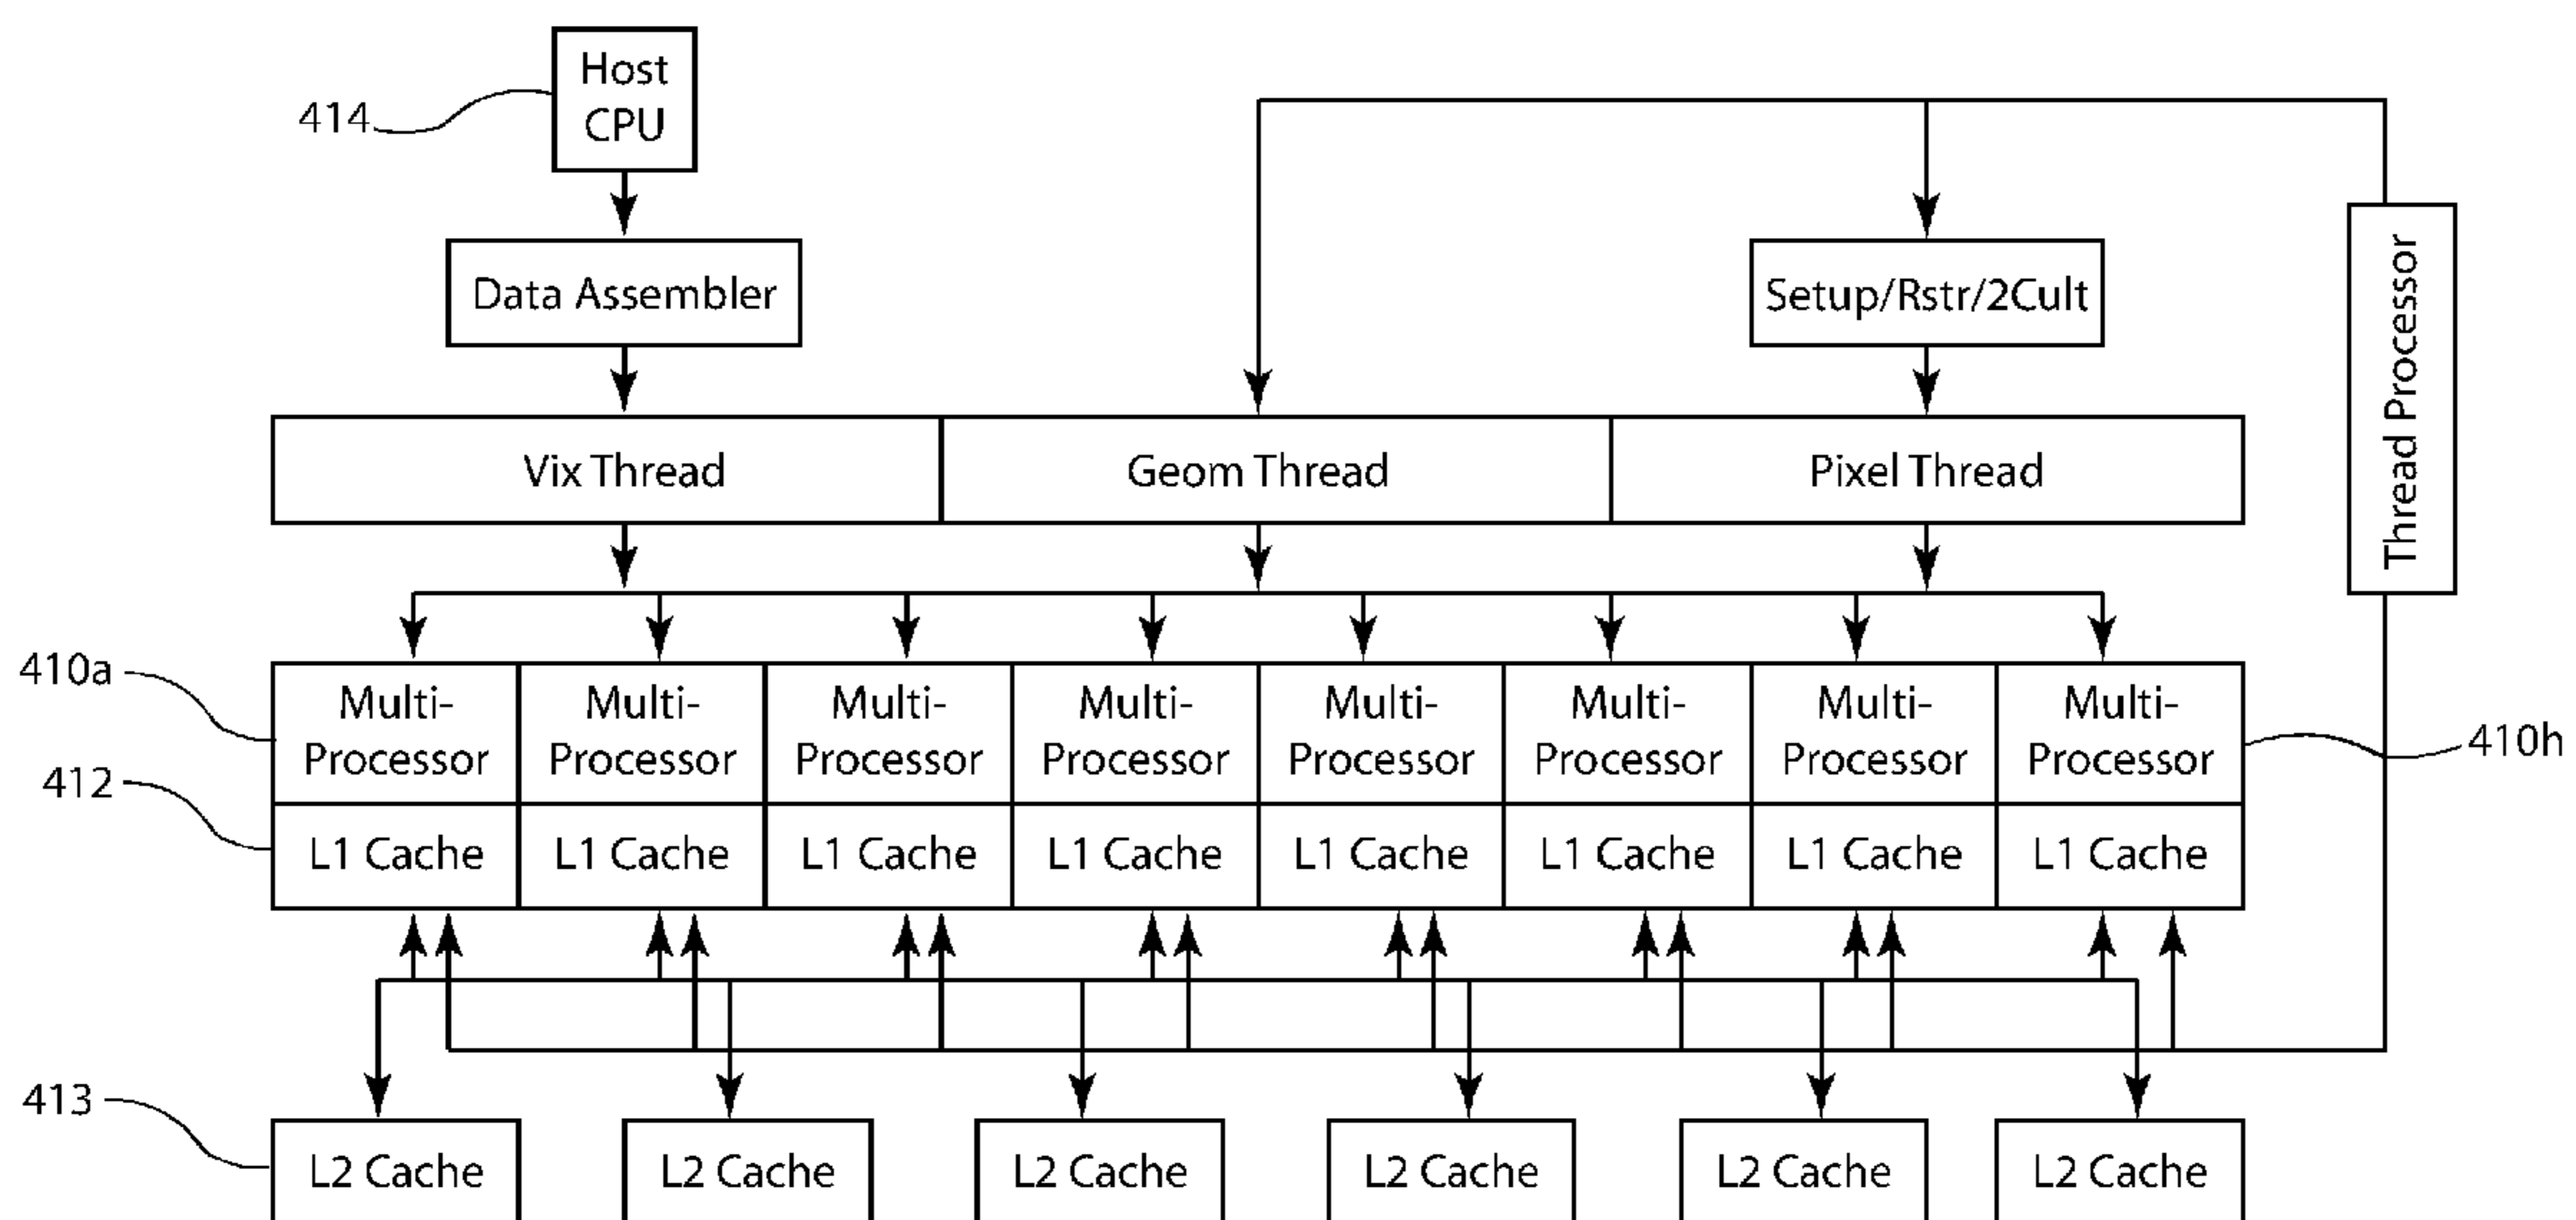 Host
CPU
414
Data Assembler
Setup/Rstr/2Cult
Thread Processor
Vix Thread
Geom Thread
Pixel Thread
410a
Multi-
Processor
Multi-
Processor
Multi-
Processor
Multi-
Processor
Multi-
Processor
Multi-
Processor
Multi-
Processor
Multi-
Processor
410h
412
L1 Cache
L1 Cache
L1 Cache
L1 Cache
L1 Cache
L1 Cache
L1 Cache
L1 Cache
413
L2 Cache
L2 Cache
L2 Cache
L2 Cache
L2 Cache
L2 Cache